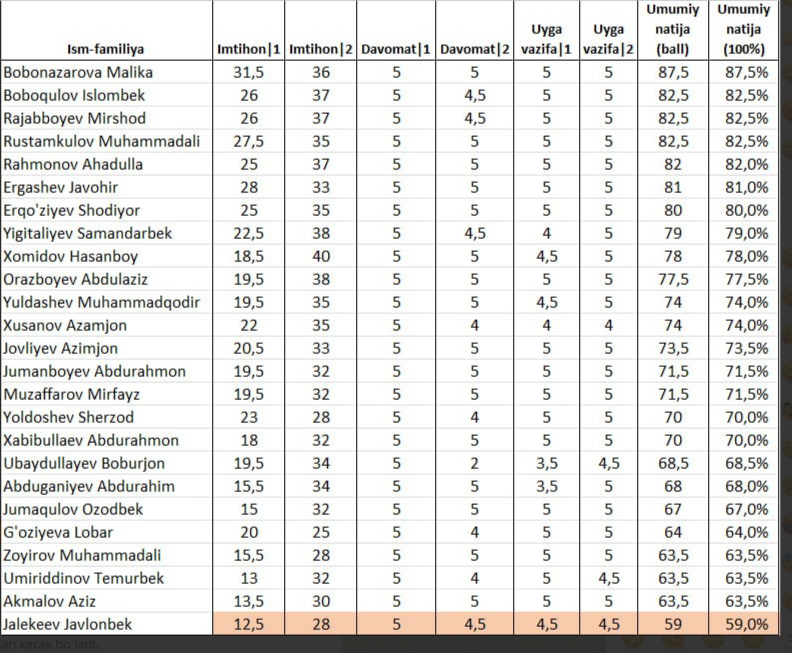 Ism-familiya Imtihon|1 Imtihon|2 Davomat|1 Davomat|2 Uyga vazifa|1 Uyga vazifa|2 Umumiy natija (ball) Umumiy natija (100%)
Bobonazarova Malika 31,5 36 5 5 5 5 87,5 87,5%
Boboqulov Islombek 26 37 5 4,5 5 5 82,5 82,5%
Rajabboyev Mirshod 26 37 5 4,5 5 5 82,5 82,5%
Rustamkulov Muhammadali 27,5 35 5 5 5 5 82,5 82,5%
Rahmonov Ahadulla 25 37 5 5 5 5 82 82,0%
Ergashev Javohir 28 33 5 5 5 5 81 81,0%
Erqo'ziyev Shodiyor 25 35 5 5 5 5 80 80,0%
Yigitaliyev Samandarbek 22,5 38 5 4,5 4 5 79 79,0%
Xomidov Hasanboy 18,5 40 5 5 4,5 5 78 78,0%
Orazboyev Abdulaziz 19,5 38 5 5 5 5 77,5 77,5%
Yuldashev Muhammadqodir 19,5 35 5 5 4,5 5 74 74,0%
Xusanov Azamjon 22 35 5 4 4 4 74 74,0%
Jovliyev Azimjon 20,5 33 5 5 5 5 73,5 73,5%
Jumanboyev Abdurahmon 19,5 32 5 5 5 5 71,5 71,5%
Muzaffarov Mirfayz 19,5 32 5 5 5 5 71,5 71,5%
Yoldoshev Sherzod 23 28 5 4 5 5 70 70,0%
Xabibullaev Abdurahmon 18 32 5 5 5 5 70 70,0%
Ubaydullayev Boburjon 19,5 34 5 2 3,5 4,5 68,5 68,5%
Abduganiyev Abdurahim 15,5 34 5 5 3,5 5 68 68,0%
Jumaqulov Ozodbek 15 32 5 5 5 5 67 67,0%
G'oziyeva Lobar 20 25 5 4 5 5 64 64,0%
Zoyirov Muhammadali 15,5 28 5 5 5 5 63,5 63,5%
Umiriddinov Temurbek 13 32 5 4 5 4,5 63,5 63,5%
Akmalov Aziz 13,5 30 5 5 5 5 63,5 63,5%
Jalekeev Javlonbek 12,5 28 5 4,5 4,5 4,5 59 59,0%
kerak bo'ladi.